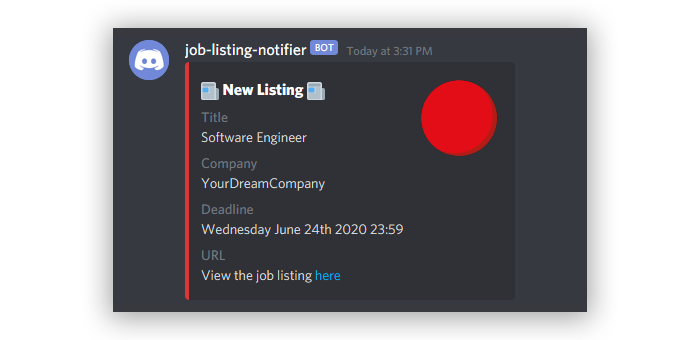 job-listing-notifier BOT Today at 3:31 PM
New Listing
Title
Software Engineer
Company
YourDreamCompany
Deadline
Wednesday June 24th 2020 23:59
URL
View the job listing here